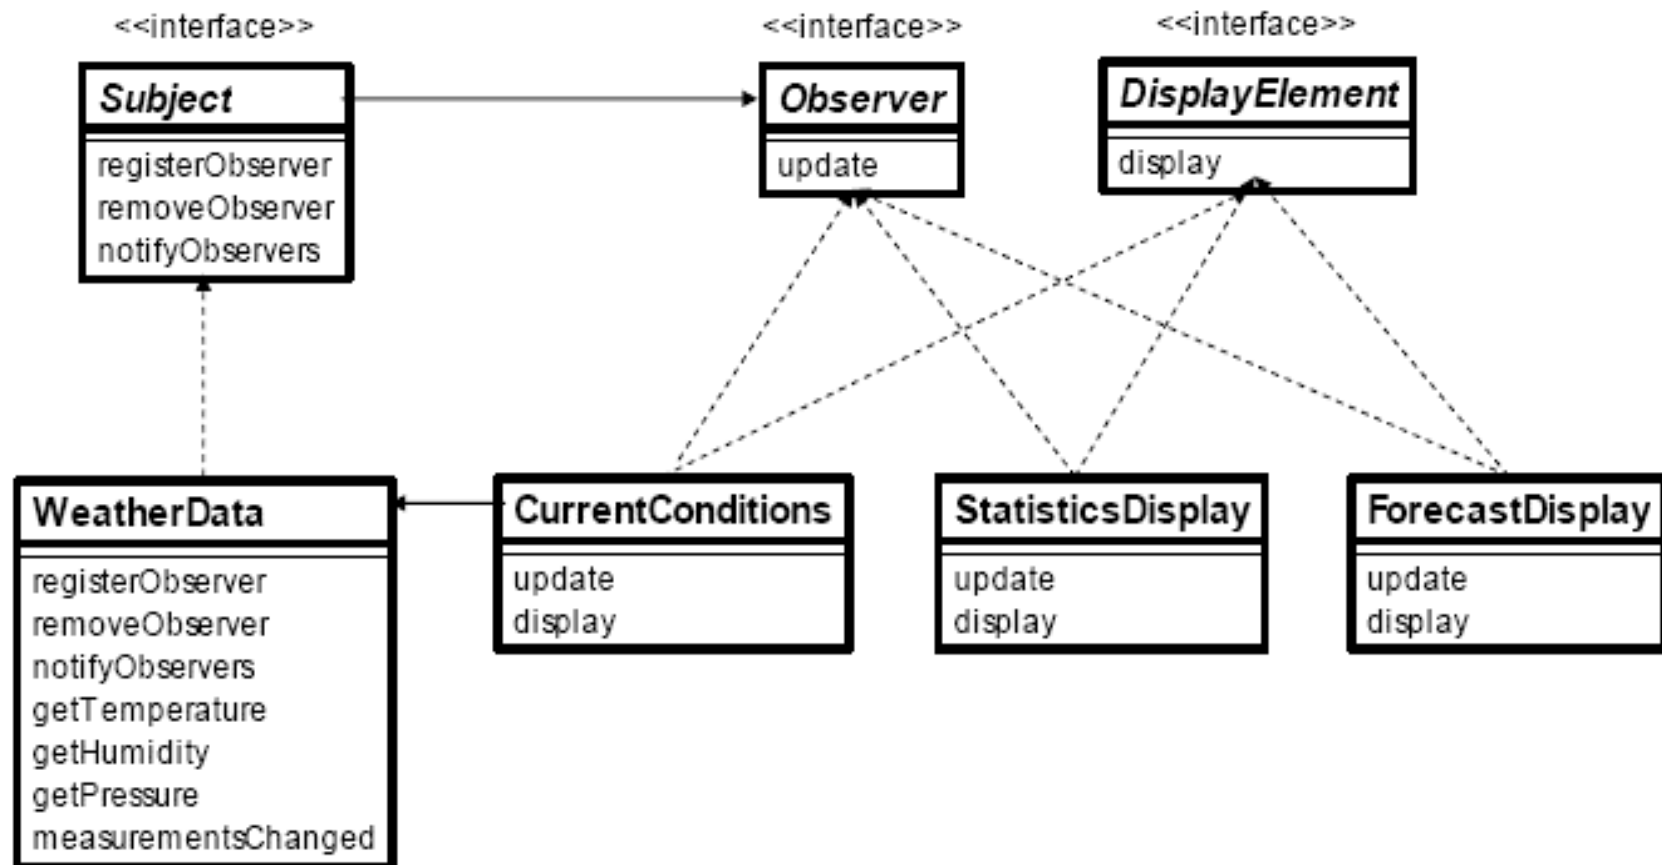 <<interface>>
Subject
registerObserver
removeObserver
notifyObservers
<<interface>>
Observer
update
<<interface>>
DisplayElement
display
WeatherData
registerObserver
removeObserver
notifyObservers
getTemperature
getHumidity
getPressure
measurementsChanged
CurrentConditions
update
display
StatisticsDisplay
update
display
ForecastDisplay
update
display